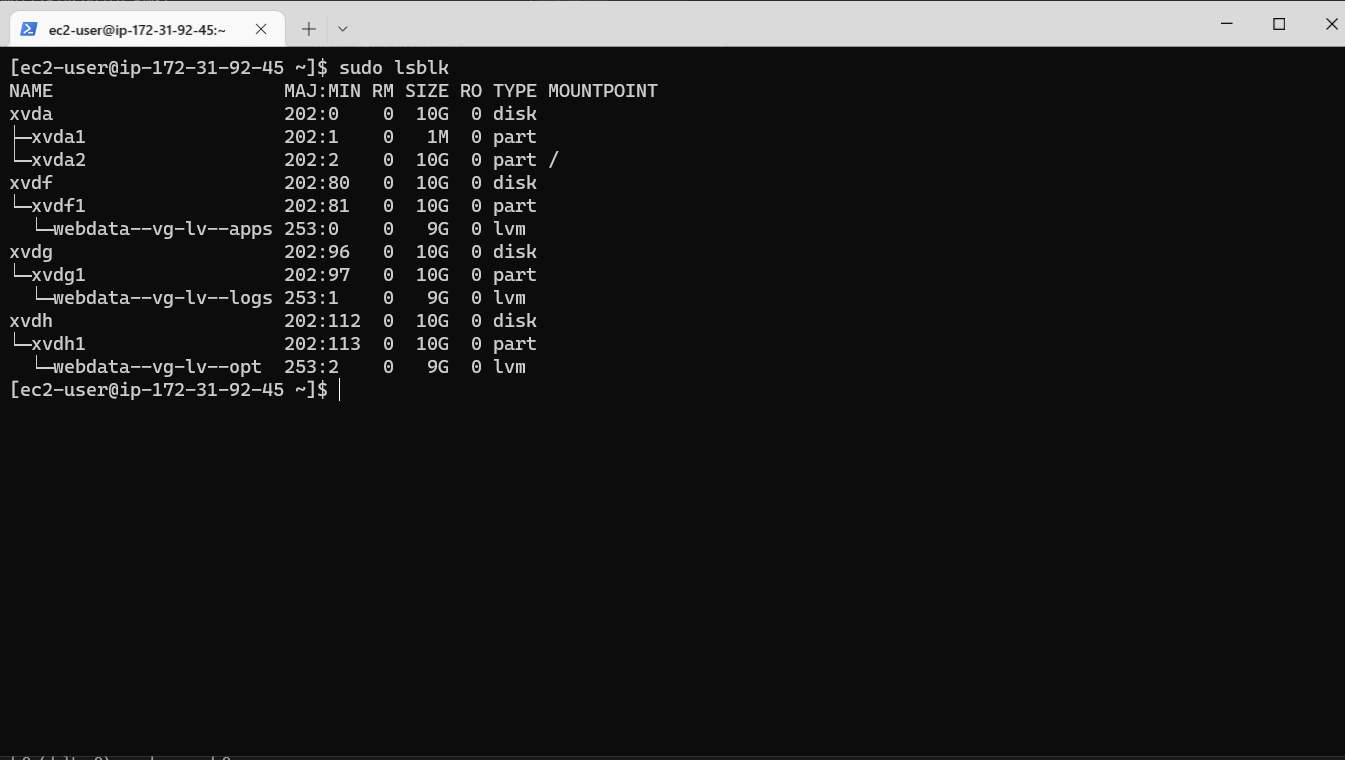 ec2-user@ip-172-31-92-45:~
[ec2-user@ip-172-31-92-45 ~]$ sudo lsblk
NAME                     MAJ:MIN RM SIZE RO TYPE MOUNTPOINT
xvda                     202:0    0  10G  0 disk
├─xvda1                  202:1    0   1M  0 part
└─xvda2                  202:2    0  10G  0 part /
xvdf                     202:80   0  10G  0 disk
└─xvdf1                  202:81   0  10G  0 part
  └─webdata--vg-lv--apps 253:0    0   9G  0 lvm
xvdg                     202:96   0  10G  0 disk
└─xvdg1                  202:97   0  10G  0 part
  └─webdata--vg-lv--logs 253:1    0   9G  0 lvm
xvdh                     202:112  0  10G  0 disk
└─xvdh1                  202:113  0  10G  0 part
  └─webdata--vg-lv--opt  253:2    0   9G  0 lvm
[ec2-user@ip-172-31-92-45 ~]$